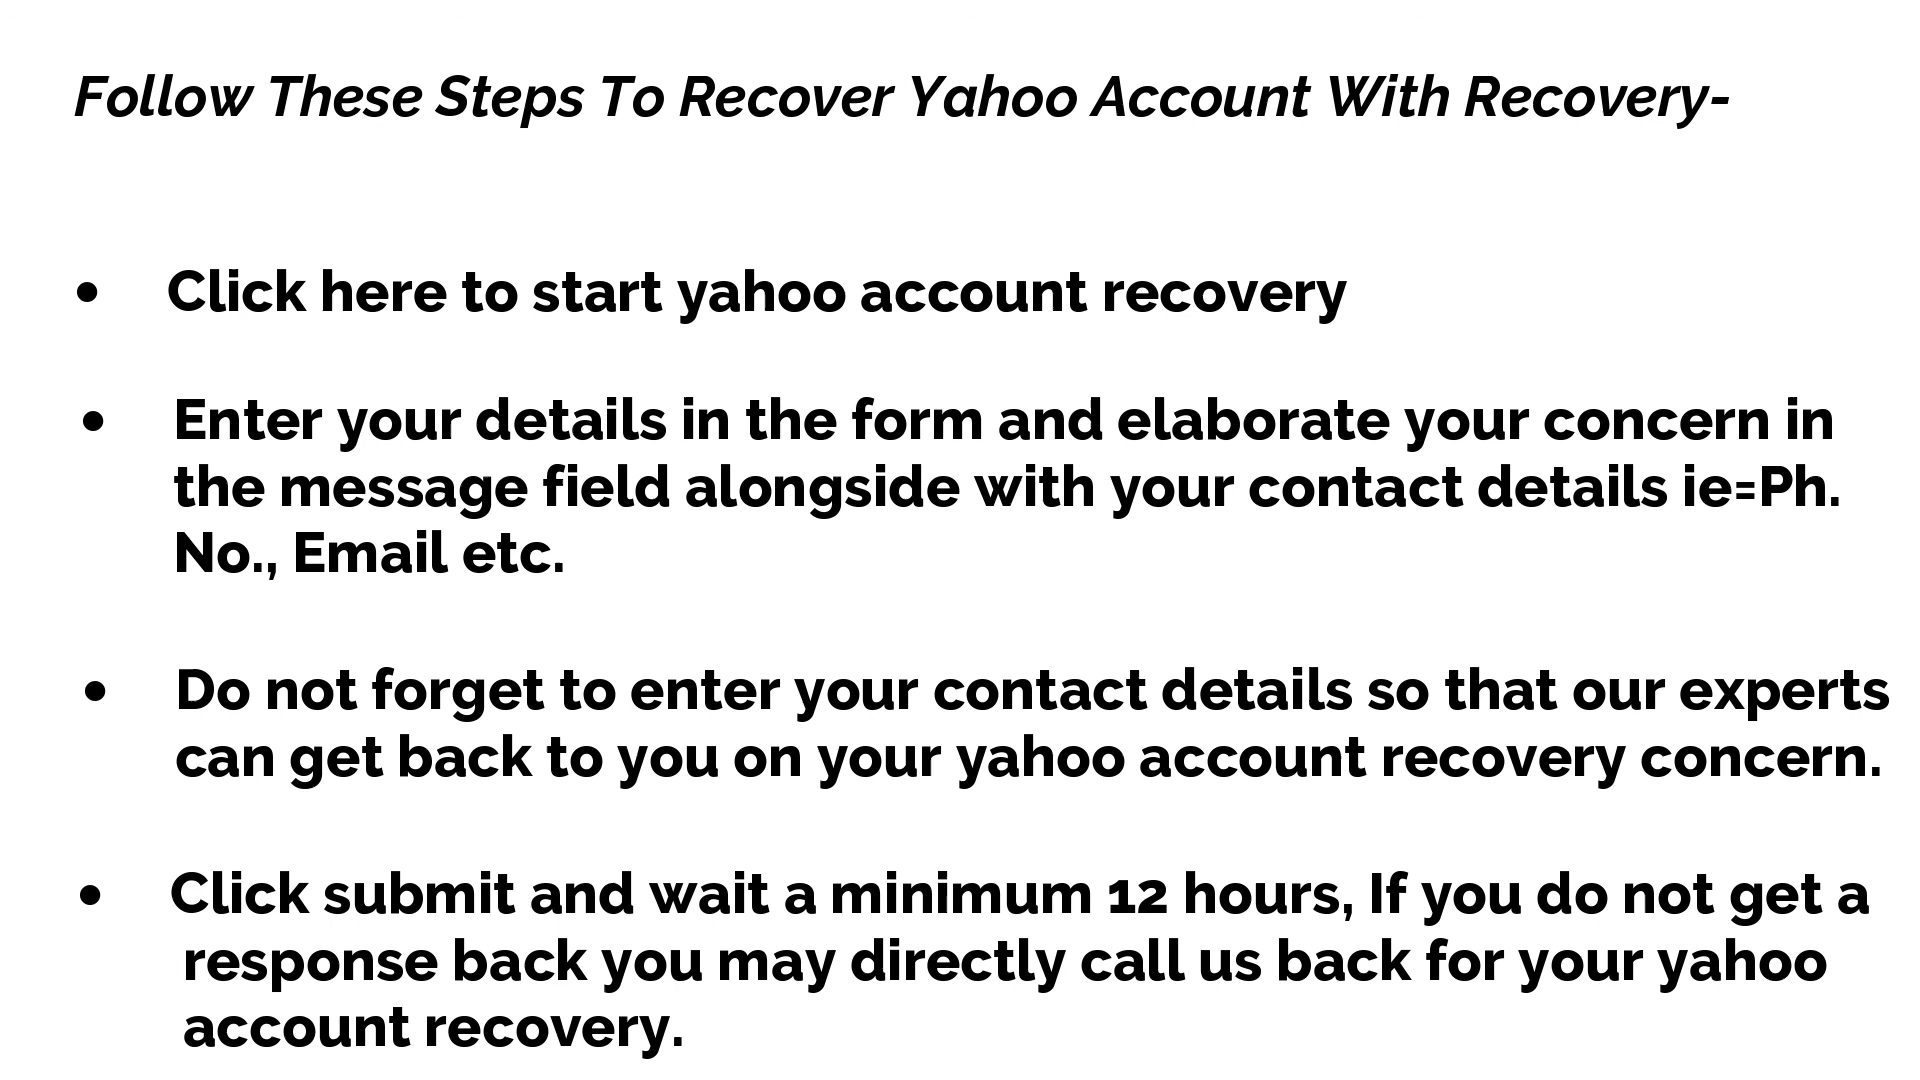 Follow These Steps To Recover Yahoo Account With Recovery-
• Click here to start yahoo account recovery
• Enter your details in the form and elaborate your concern in
the message field alongside with your contact details ie=Ph.
No., Email etc.
• Do not forget to enter your contact details so that our experts
can get back to you on your yahoo account recovery concern.
• Click submit and wait a minimum 12 hours, If you do not get a
response back you may directly call us back for your yahoo
account recovery.